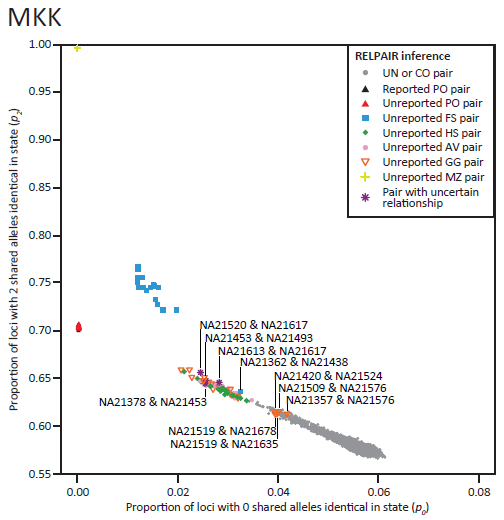 MKK
1.00
0.95
0.90
0.85
0.80
0.75
0.70
0.65
0.60
0.55
Proportion of loci with 2 shared alleles identical in state (p2)
RELPAIR inference
UN or CO pair
Reported PO pair
Unreported PO pair
Unreported FS pair
Unreported HS pair
Unreported AV pair
Unreported GG pair
Unreported MZ pair
Pair with uncertain
relationship
NA21520 & NA21617
NA21453 & NA21493
NA21613 & NA21617
NA21362 & NA21438
NA21420 & NA21524
NA21509 & NA21576
NA21357 & NA21576
NA21378 & NA21453
NA21519 & NA21678
NA21519 & NA21635
0.00
0.02
0.04
0.06
0.08
Proportion of loci with 0 shared alleles identical in state (p0)